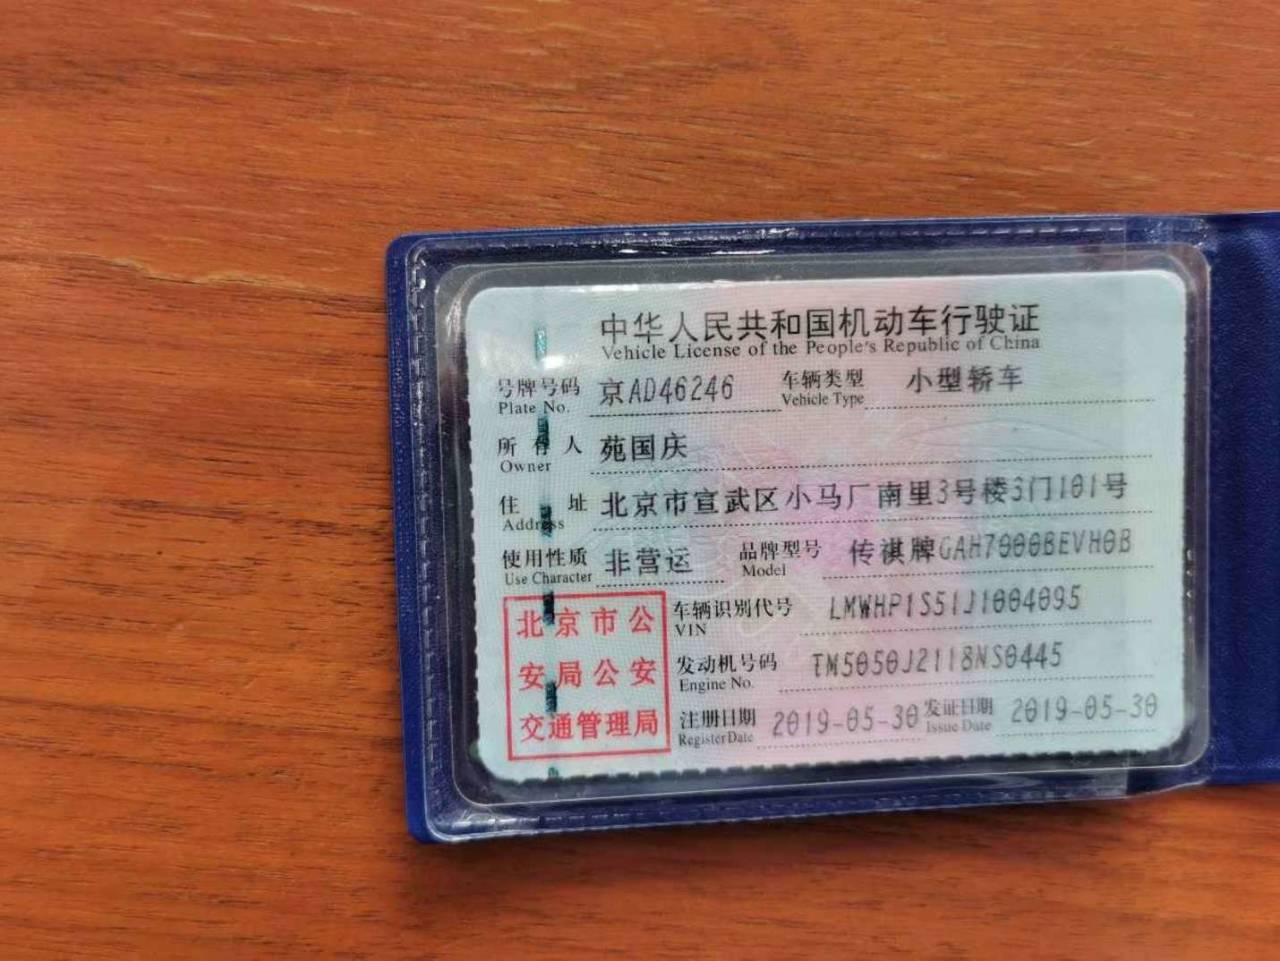 中华人民共和国机动车行驶证
Vehicle License of the People's Republic of China
号牌号码 京AD46246 车辆类型 小型轿车
Plate No. Vehicle Type
所有人 苑国庆
Owner
住址 北京市宣武区小马厂南里3号楼3门101号
Address
使用性质 非营运 品牌型号 传祺牌GAH7000BEVH0B
Use Character Model
北京市公
安局公安
交通管理局
车辆识别代号 LMWHP1S51J1004095
VIN
发动机号码 TM5050J2118NS0445
Engine No.
注册日期 2019-05-30 发证日期 2019-05-30
Register Date Issue Date